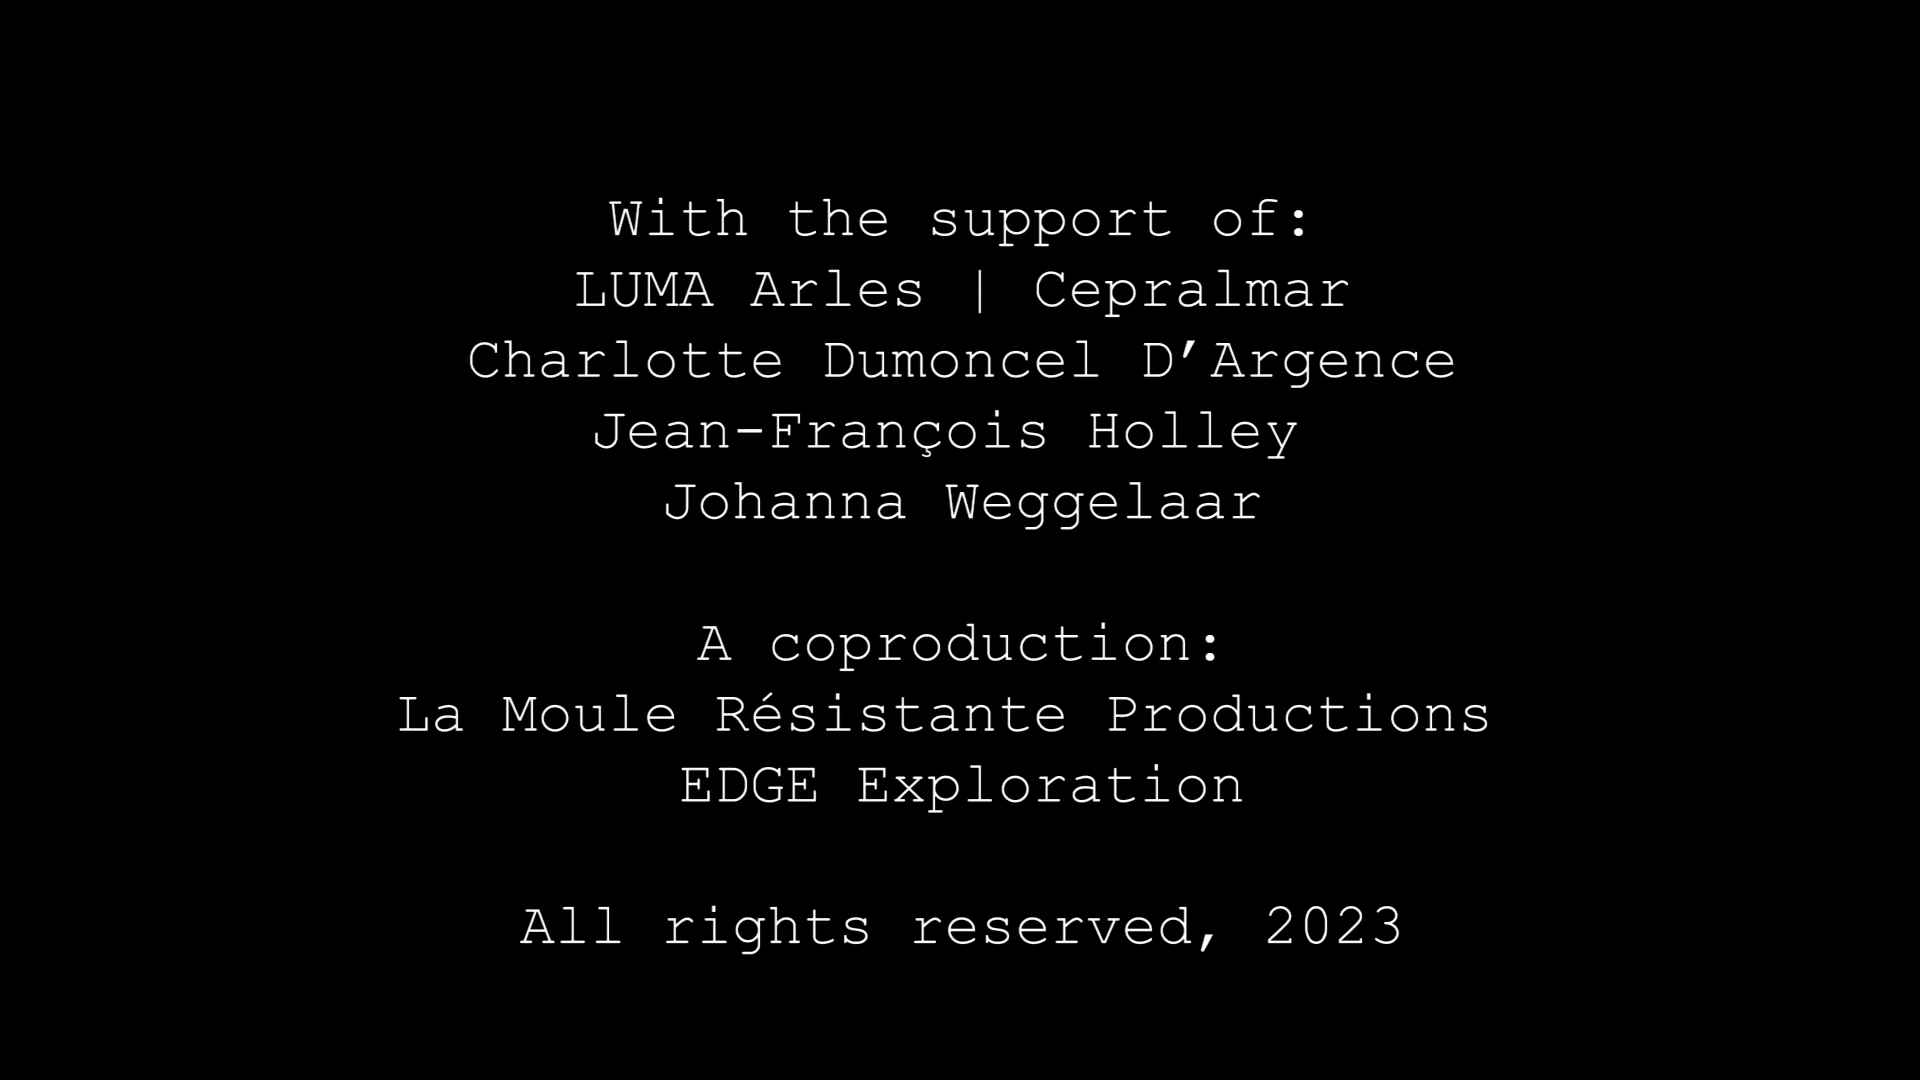 With the support of:
LUMA Arles | Cepralmar
Charlotte Dumoncel D’Argence
Jean-François Holley
Johanna Weggelaar
A coproduction:
La Moule Résistante Productions
EDGE Exploration
All rights reserved, 2023